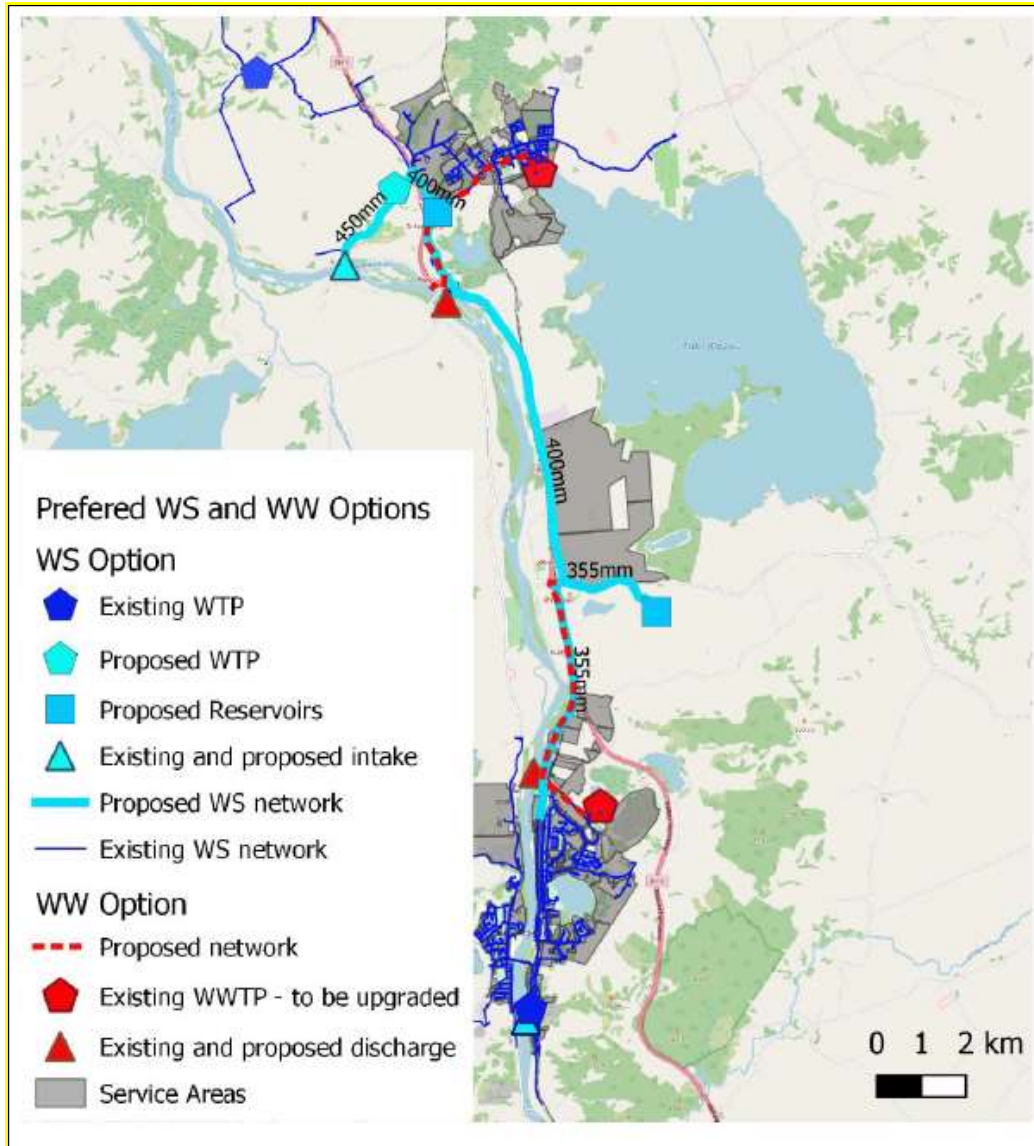 400mm
450mm
400mm
355mm
355mm
Prefered WS and WW Options
WS Option
Existing WTP
Proposed WTP
Proposed Reservoirs
Existing and proposed intake
Proposed WS network
Existing WS network
WW Option
Proposed network
Existing WWTP - to be upgraded
Existing and proposed discharge
Service Areas
0 1 2 km